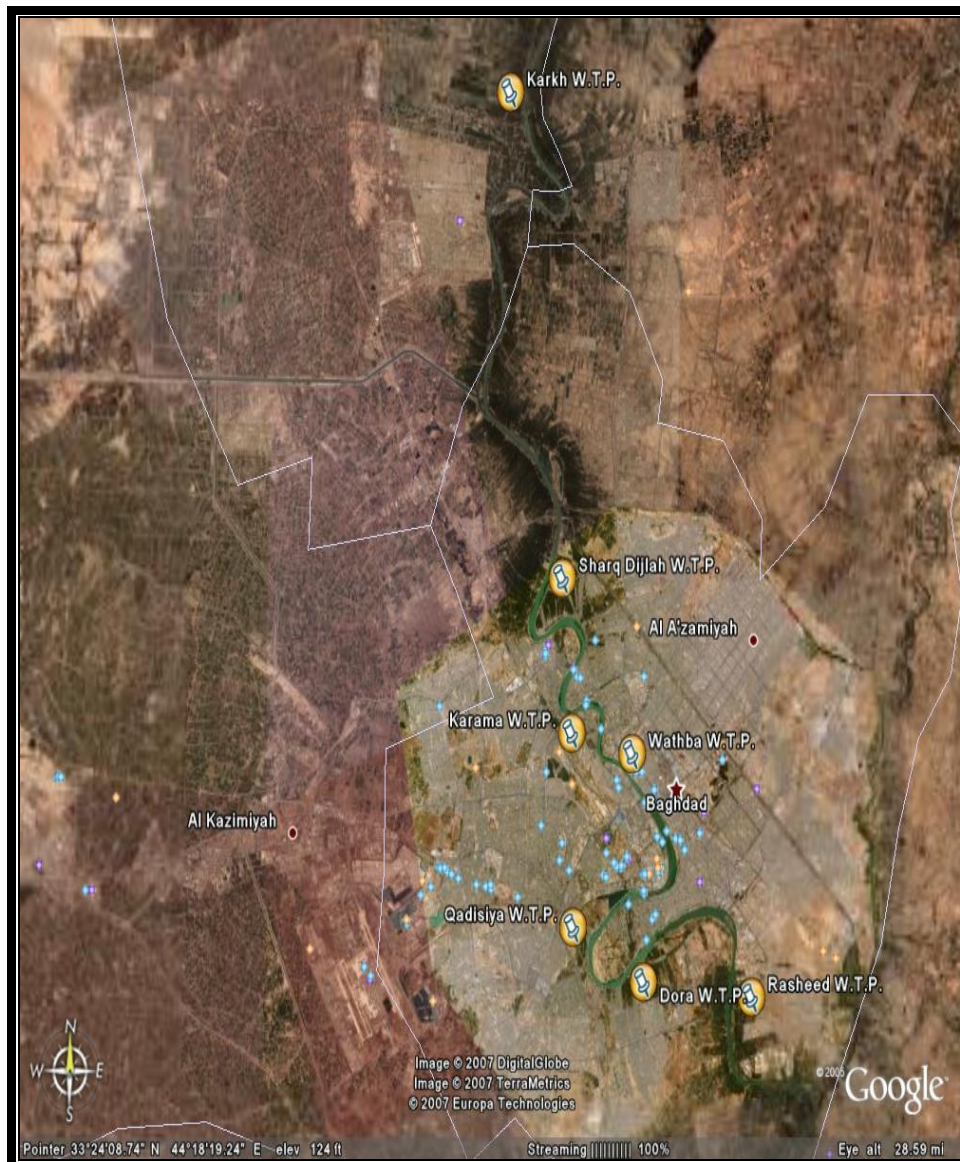 Karkh W.T.P.
Sharq Dijlah W.T.P.
Al A'zamiyah
Karama W.T.P.
Wathba W.T.P.
Baghdad
Al Kazimiyah
Qadisiya W.T.P.
Dora W.T.P.
Rasheed W.T.P.
N
W E
S
Image © 2007 DigitalGlobe
Image © 2007 TerraMetrics
© 2007 Europa Technologies
© 2005 Google
Pointer 33°24'08.74" N 44°18'19.24" E elev 124 ft Streaming |||||||||| 100% Eye alt 28.59 mi